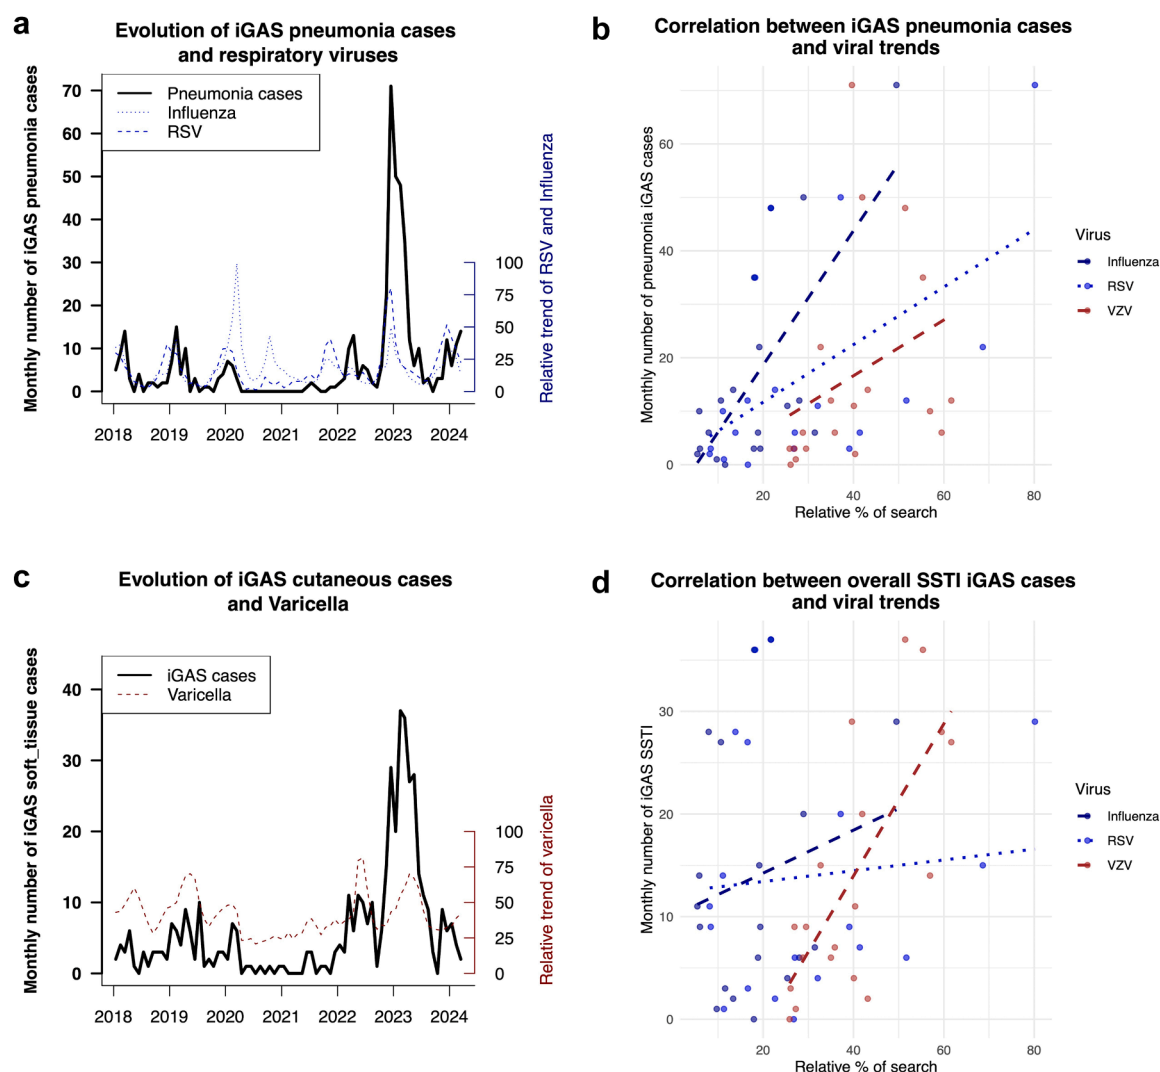 a
Evolution of iGAS pneumonia cases
and respiratory viruses
Monthly number of iGAS pneumonia cases
70
60
50
40
30
20
10
0
Pneumonia cases
Influenza
RSV
100
75
50
25
0
Relative trend of RSV and Influenza
2018 2019 2020 2021 2022 2023 2024
b
Correlation between iGAS pneumonia cases
and viral trends
Monthly number of pneumonia iGAS cases
60
40
20
0
20 40 60 80
Relative % of search
Virus
Influenza
RSV
VZV
c
Evolution of iGAS cutaneous cases
and Varicella
Monthly number of iGAS soft_tissue cases
40
30
20
10
0
iGAS cases
Varicella
100
75
50
25
0
Relative trend of varicella
2018 2019 2020 2021 2022 2023 2024
d
Correlation between overall SSTI iGAS cases
and viral trends
Monthly number of iGAS SSTI
30
20
10
0
20 40 60 80
Relative % of search
Virus
Influenza
RSV
VZV